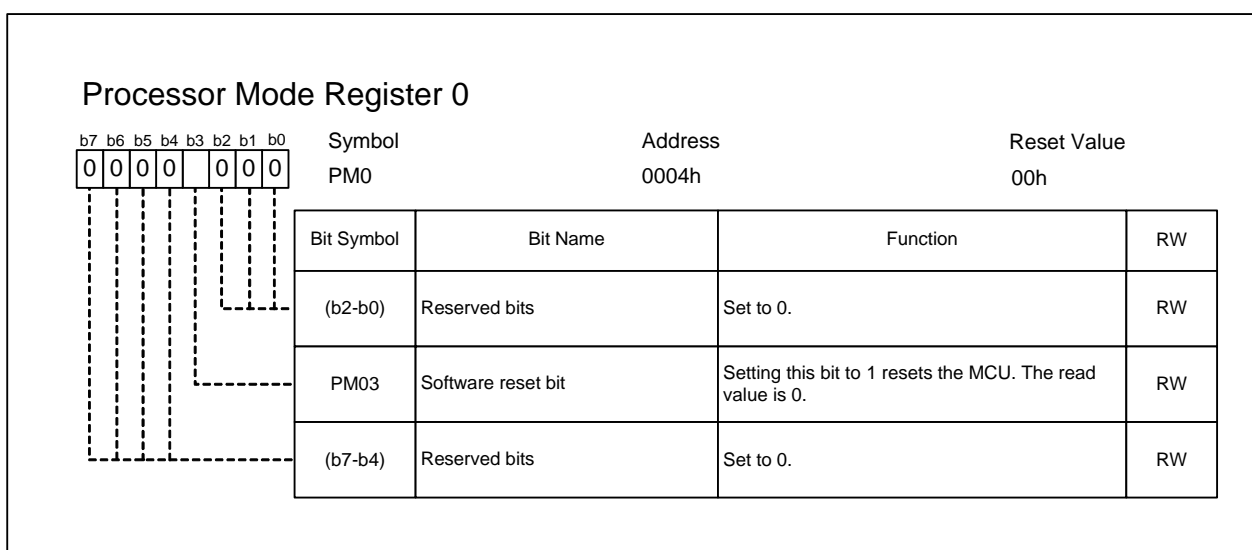 Processor Mode Register 0
b7 b6 b5 b4 b3 b2 b1 b0 Symbol Address Reset Value
0 0 0 0 0 0 0 PM0 0004h 00h
Bit Symbol Bit Name Function RW
(b2-b0) Reserved bits Set to 0. RW
PM03 Software reset bit Setting this bit to 1 resets the MCU. The read
value is 0. RW
(b7-b4) Reserved bits Set to 0. RW